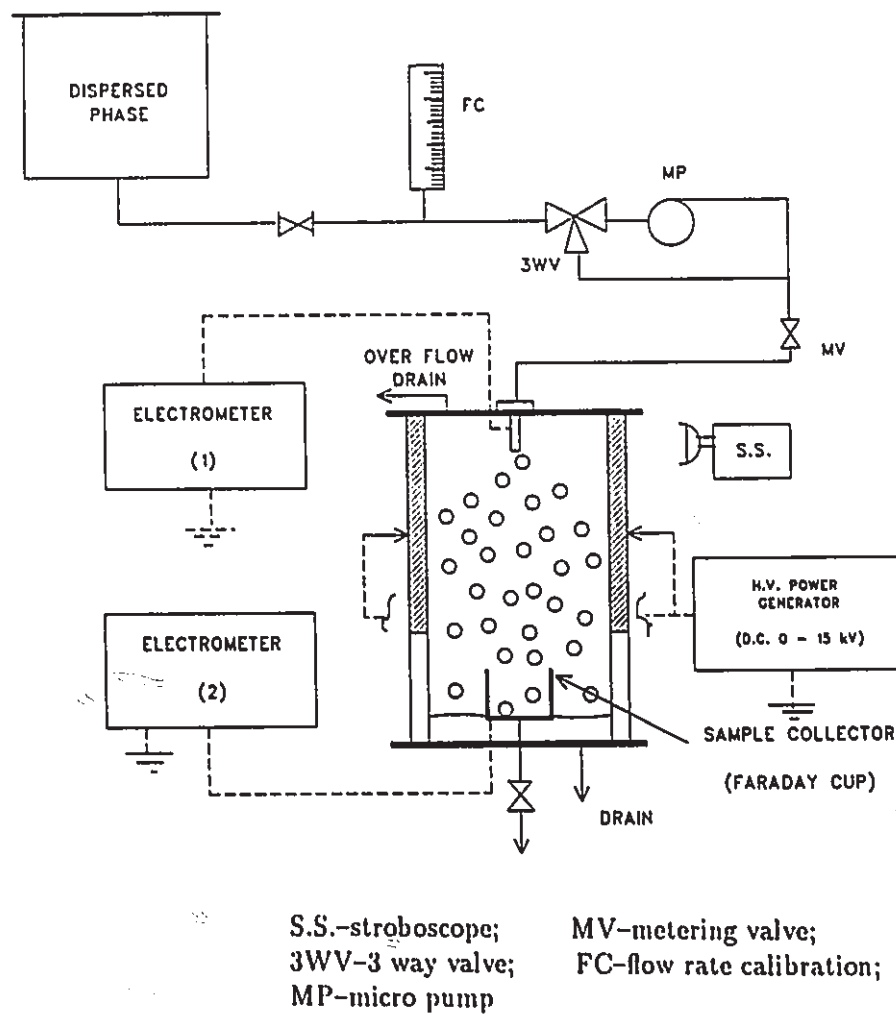 DISPERSED
PHASE
FC
MP
3WV
MV
OVER FLOW
DRAIN
ELECTROMETER
(1)
S.S.
H.V. POWER
GENERATOR
(D.C. 0 - 15 kV)
ELECTROMETER
(2)
SAMPLE COLLECTOR
(FARADAY CUP)
DRAIN
S.S.-stroboscope; MV-metering valve;
3WV-3 way valve; FC-flow rate calibration;
MP-micro pump